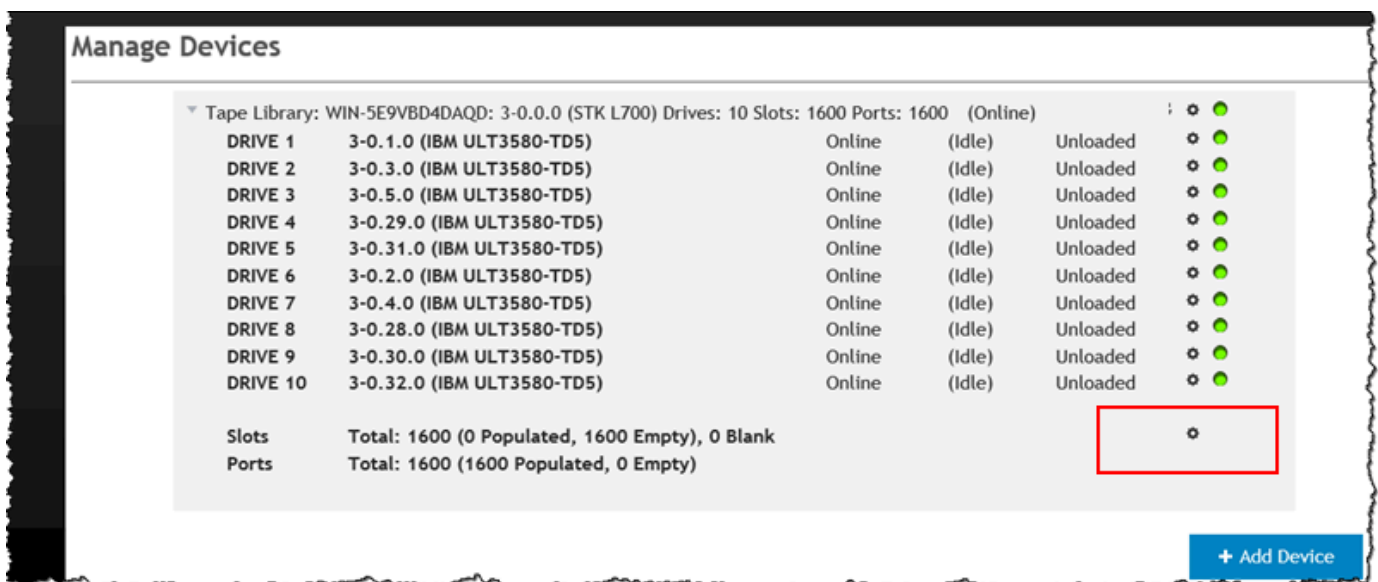 Manage Devices
Tape Library: WIN-5E9VBD4DAQD: 3-0.0.0 (STK L700) Drives: 10 Slots: 1600 Ports: 1600 (Online)
DRIVE 1 3-0.1.0 (IBM ULT3580-TD5) Online (Idle) Unloaded
DRIVE 2 3-0.3.0 (IBM ULT3580-TD5) Online (Idle) Unloaded
DRIVE 3 3-0.5.0 (IBM ULT3580-TD5) Online (Idle) Unloaded
DRIVE 4 3-0.29.0 (IBM ULT3580-TD5) Online (Idle) Unloaded
DRIVE 5 3-0.31.0 (IBM ULT3580-TD5) Online (Idle) Unloaded
DRIVE 6 3-0.2.0 (IBM ULT3580-TD5) Online (Idle) Unloaded
DRIVE 7 3-0.4.0 (IBM ULT3580-TD5) Online (Idle) Unloaded
DRIVE 8 3-0.28.0 (IBM ULT3580-TD5) Online (Idle) Unloaded
DRIVE 9 3-0.30.0 (IBM ULT3580-TD5) Online (Idle) Unloaded
DRIVE 10 3-0.32.0 (IBM ULT3580-TD5) Online (Idle) Unloaded
Slots Total: 1600 (0 Populated, 1600 Empty), 0 Blank
Ports Total: 1600 (1600 Populated, 0 Empty)
+ Add Device